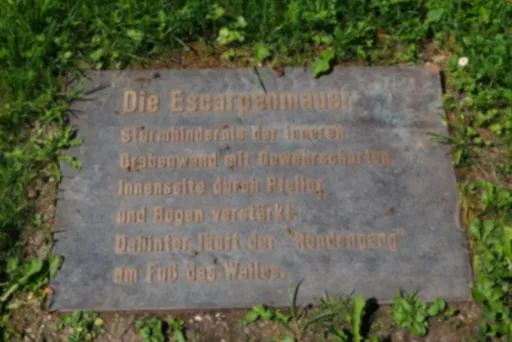 Die Escarpenmauer
Sturmhindernis der inneren
Grabenwand mit Gewehrscharten.
Innenseite durch Pfeiler
und Bogen verstärkt.
Dahinter läuft der "Rondengang"
am Fuß des Walles.